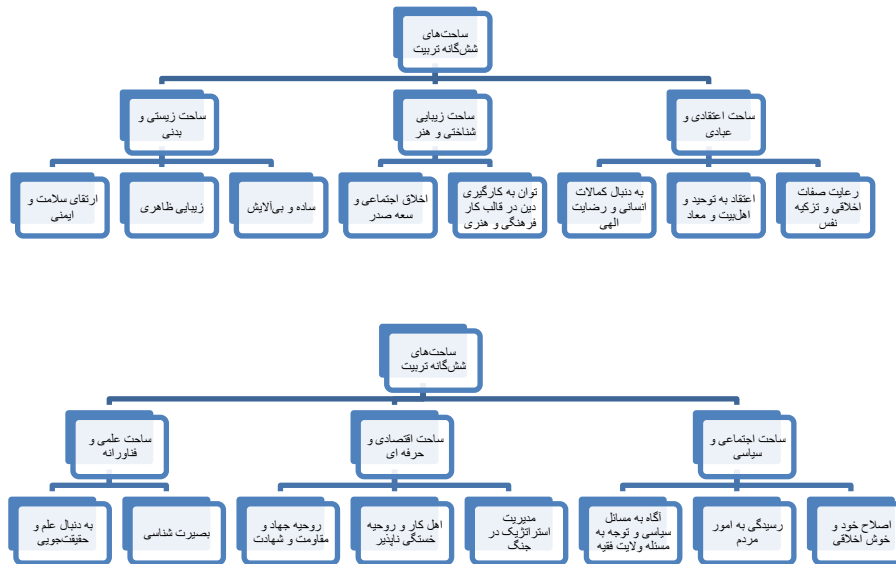 ساحت‌های
شش‌گانه تربیت
ساحت اعتقادی و
عبادی
ساحت زیبایی
شناختی و هنر
ساحت زیستی و
بدنی
رعایت صفات
اخلاقی و تزکیه
نفس
اعتقاد به توحید و
اهل‌بیت و معاد
به دنبال کمالات
انسانی و رضایت
الهی
توان به کارگیری
دین در قالب کار
فرهنگی و هنری
اخلاق اجتماعی و
سعه صدر
ساده و بی‌آلایش
زیبایی ظاهری
ارتقای سلامت و
ایمنی
ساحت‌های
شش‌گانه تربیت
ساحت اجتماعی و
سیاسی
ساحت اقتصادی و
حرفه ای
ساحت علمی و
فناورانه
اصلاح خود و
خوش اخلاقی
رسیدگی به امور
مردم
آگاه به مسائل
سیاسی و توجه به
مسئله ولایت فقیه
مدیریت
استراتژیک در
جنگ
اهل کار و روحیه
خستگی ناپذیر
روحیه جهاد و
مقاومت و شهادت
بصیرت شناسی
به دنبال علم و
حقیقت‌جویی